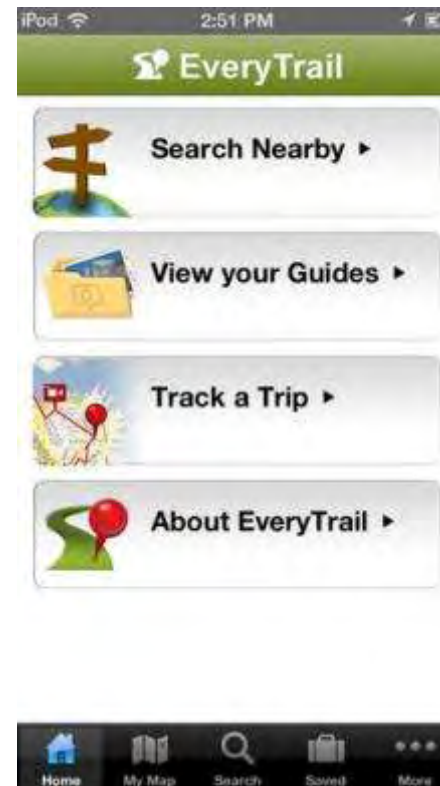 iPod 2:51 PM
EveryTrail
Search Nearby
View your Guides
Track a Trip
About EveryTrail
Home My Map Search Saved More